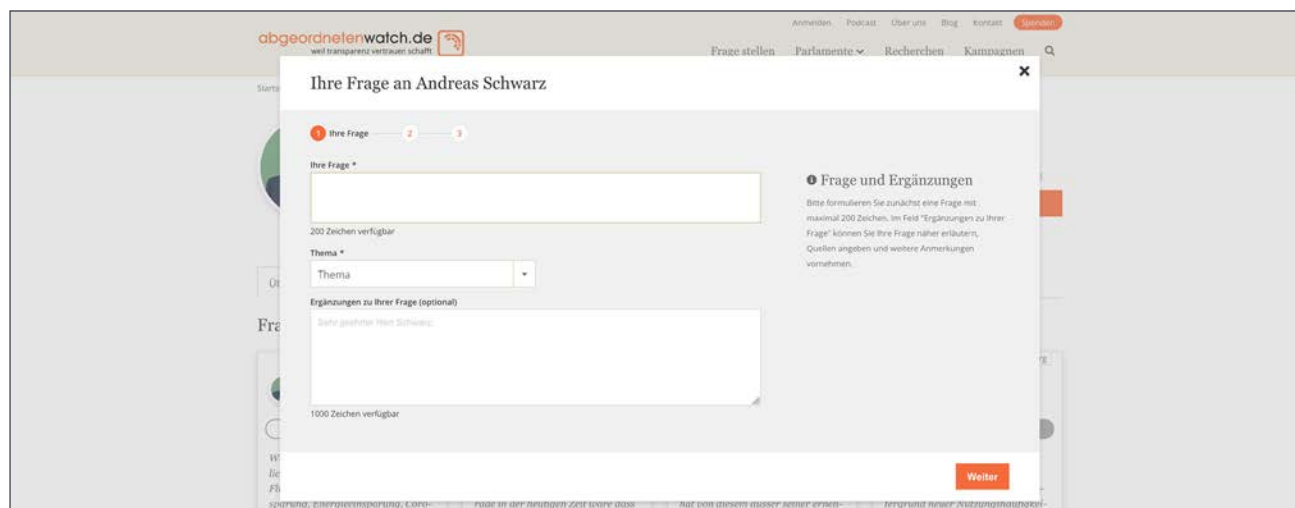 Anmelden Podcast Über uns Blog Kontakt Spenden
abgeordnetenwatch.de
weil transparenz vertrauen schafft
Frage stellen Parlamente Recherchen Kampagnen
Ihre Frage an Andreas Schwarz
1 Ihre Frage 2 3
Ihre Frage *
200 Zeichen verfügbar
Thema *
Thema
Ergänzungen zu Ihrer Frage (optional)
Sehr geehrter Herr Schwarz,
1000 Zeichen verfügbar
Frage und Ergänzungen
Bitte formulieren Sie zunächst eine Frage mit
maximal 200 Zeichen. Im Feld "Ergänzungen zu Ihrer
Frage" können Sie Ihre Frage näher erläutern,
Quellen angeben und weitere Anmerkungen
vornehmen.
Weiter
Fra